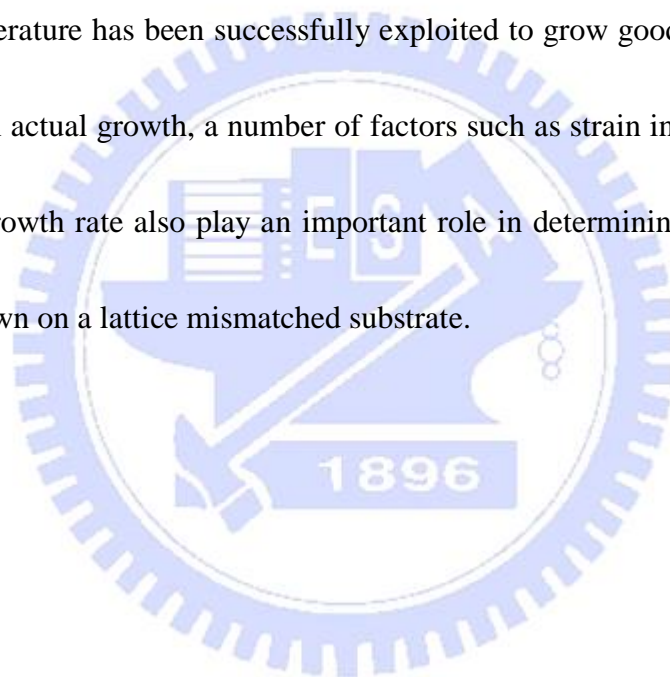 erature has been successfully exploited to grow good
actual growth, a number of factors such as strain in
rowth rate also play an important role in determinin
E S A
wn on a lattice mismatched substrate.
1896